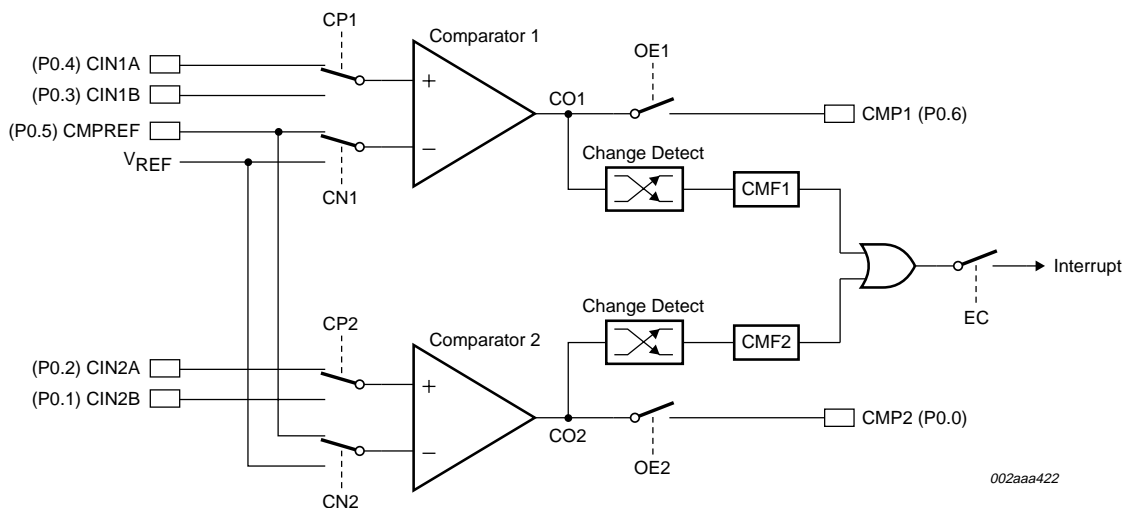 CP1
Comparator 1
OE1
(P0.4) CIN1A
(P0.3) CIN1B
(P0.5) CMPREF
VREF
+
−
CN1
CO1
CMP1 (P0.6)
Change Detect
CMF1
Interrupt
EC
CP2
Comparator 2
Change Detect
CMF2
(P0.2) CIN2A
(P0.1) CIN2B
+
−
CN2
CO2
OE2
CMP2 (P0.0)
002aaa422